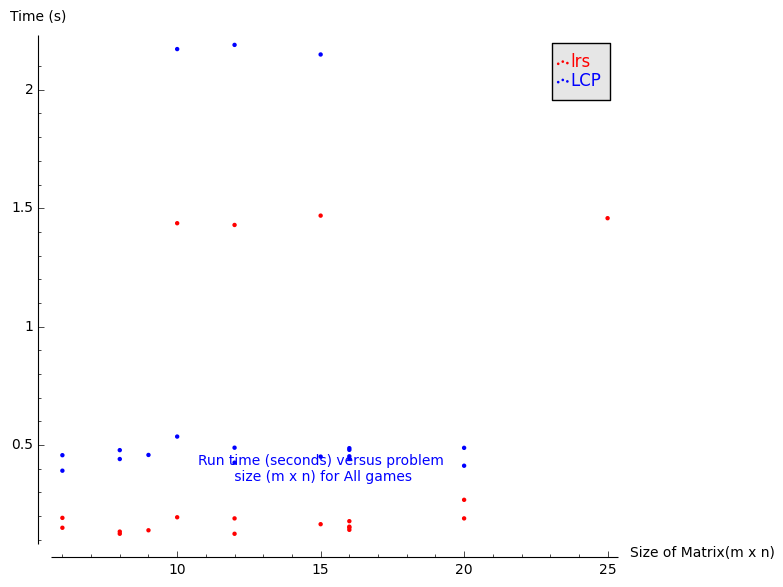 Time (s)
lrs
LCP
2
1.5
1
0.5
Run time (seconds) versus problem
size (m x n) for All games
Size of Matrix(m x n)
10
15
20
25